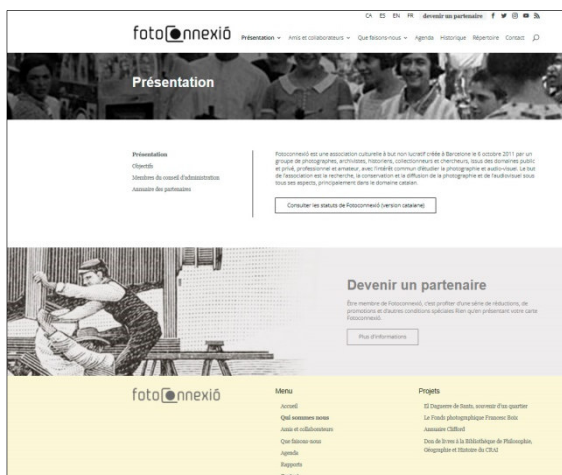 CA ES EN FR devenir un partenaire
fotoConnexió
Présentation Amis et collaborateurs Que faisons-nous Agenda Historique Répertoire Contact
Présentation
Présentation
Objectifs
Membres du conseil d'administration
Annuaire des partenaires
Fotoconnexió est une association culturelle à but non lucratif créée à Barcelone le 6 octobre 2011 par un
groupe de photographes, archivistes, historiens, collectionneurs et chercheurs, issus des domaines public
et privé, professionnel et amateur, avec l'intérêt commun d'étudier la photographie et audio-visuel. Le but
de l'association est la recherche, la conservation et la diffusion de la photographie et de l'audiovisuel sous
tous ses aspects, principalement dans le domaine catalan.
Consulter les statuts de Fotoconnexió (version catalane)
Devenir un partenaire
Être membre de Fotoconnexió, c'est profiter d'une série de réductions, de
promotions et d'autres conditions spéciales Rien qu'en présentant votre carte
Fotoconnexió.
Plus d'informations
fotoConnexió
Menu
Accueil
Qui sommes nous
Amis et collaborateurs
Que faisons nous
Agenda
Rapports
Projets
El Daguerre de Sants, souvenir d'un quartier
Le Fonds photographique Francesc Boix
Annuaire Clifford
Don de livres à la Bibliothèque de Philosophie,
Géographie et Histoire du CRAI